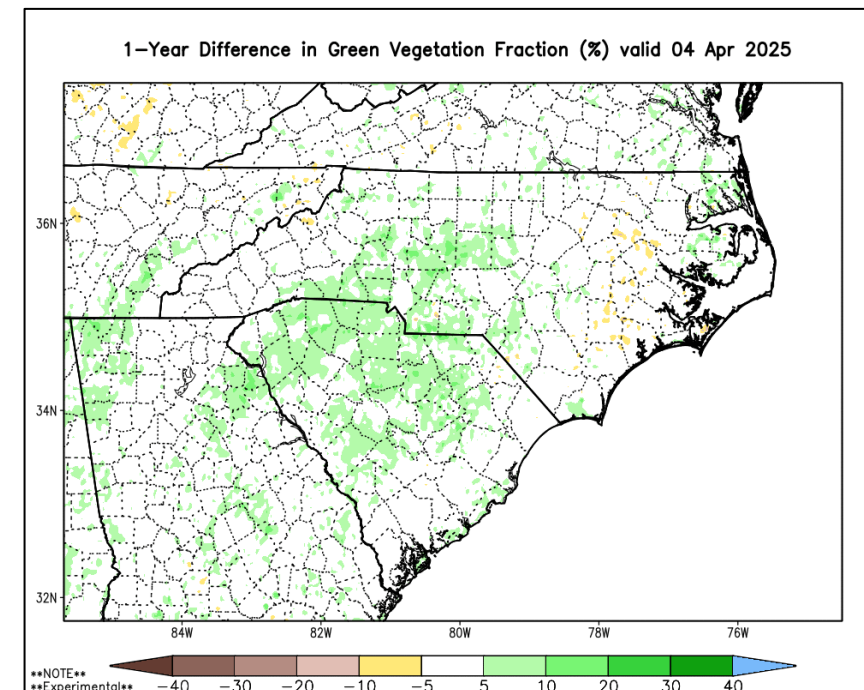 1-Year Difference in Green Vegetation Fraction (%) valid 04 Apr 2025
36N
34N
32N
84W 82W 80W 78W 76W
**NOTE**
**Experimental** -40 -30 -20 -10 -5 5 10 20 30 40